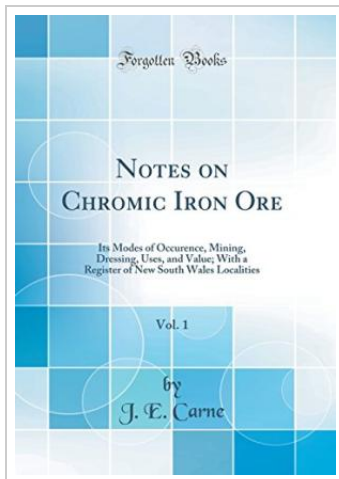 Forgotten Books
NOTES ON
CHROMIC IRON ORE
Its Modes of Occurence, Mining,
Dressing, Uses, and Value; With a
Register of New South Wales Localities
Vol. 1
by
J. E. Carne